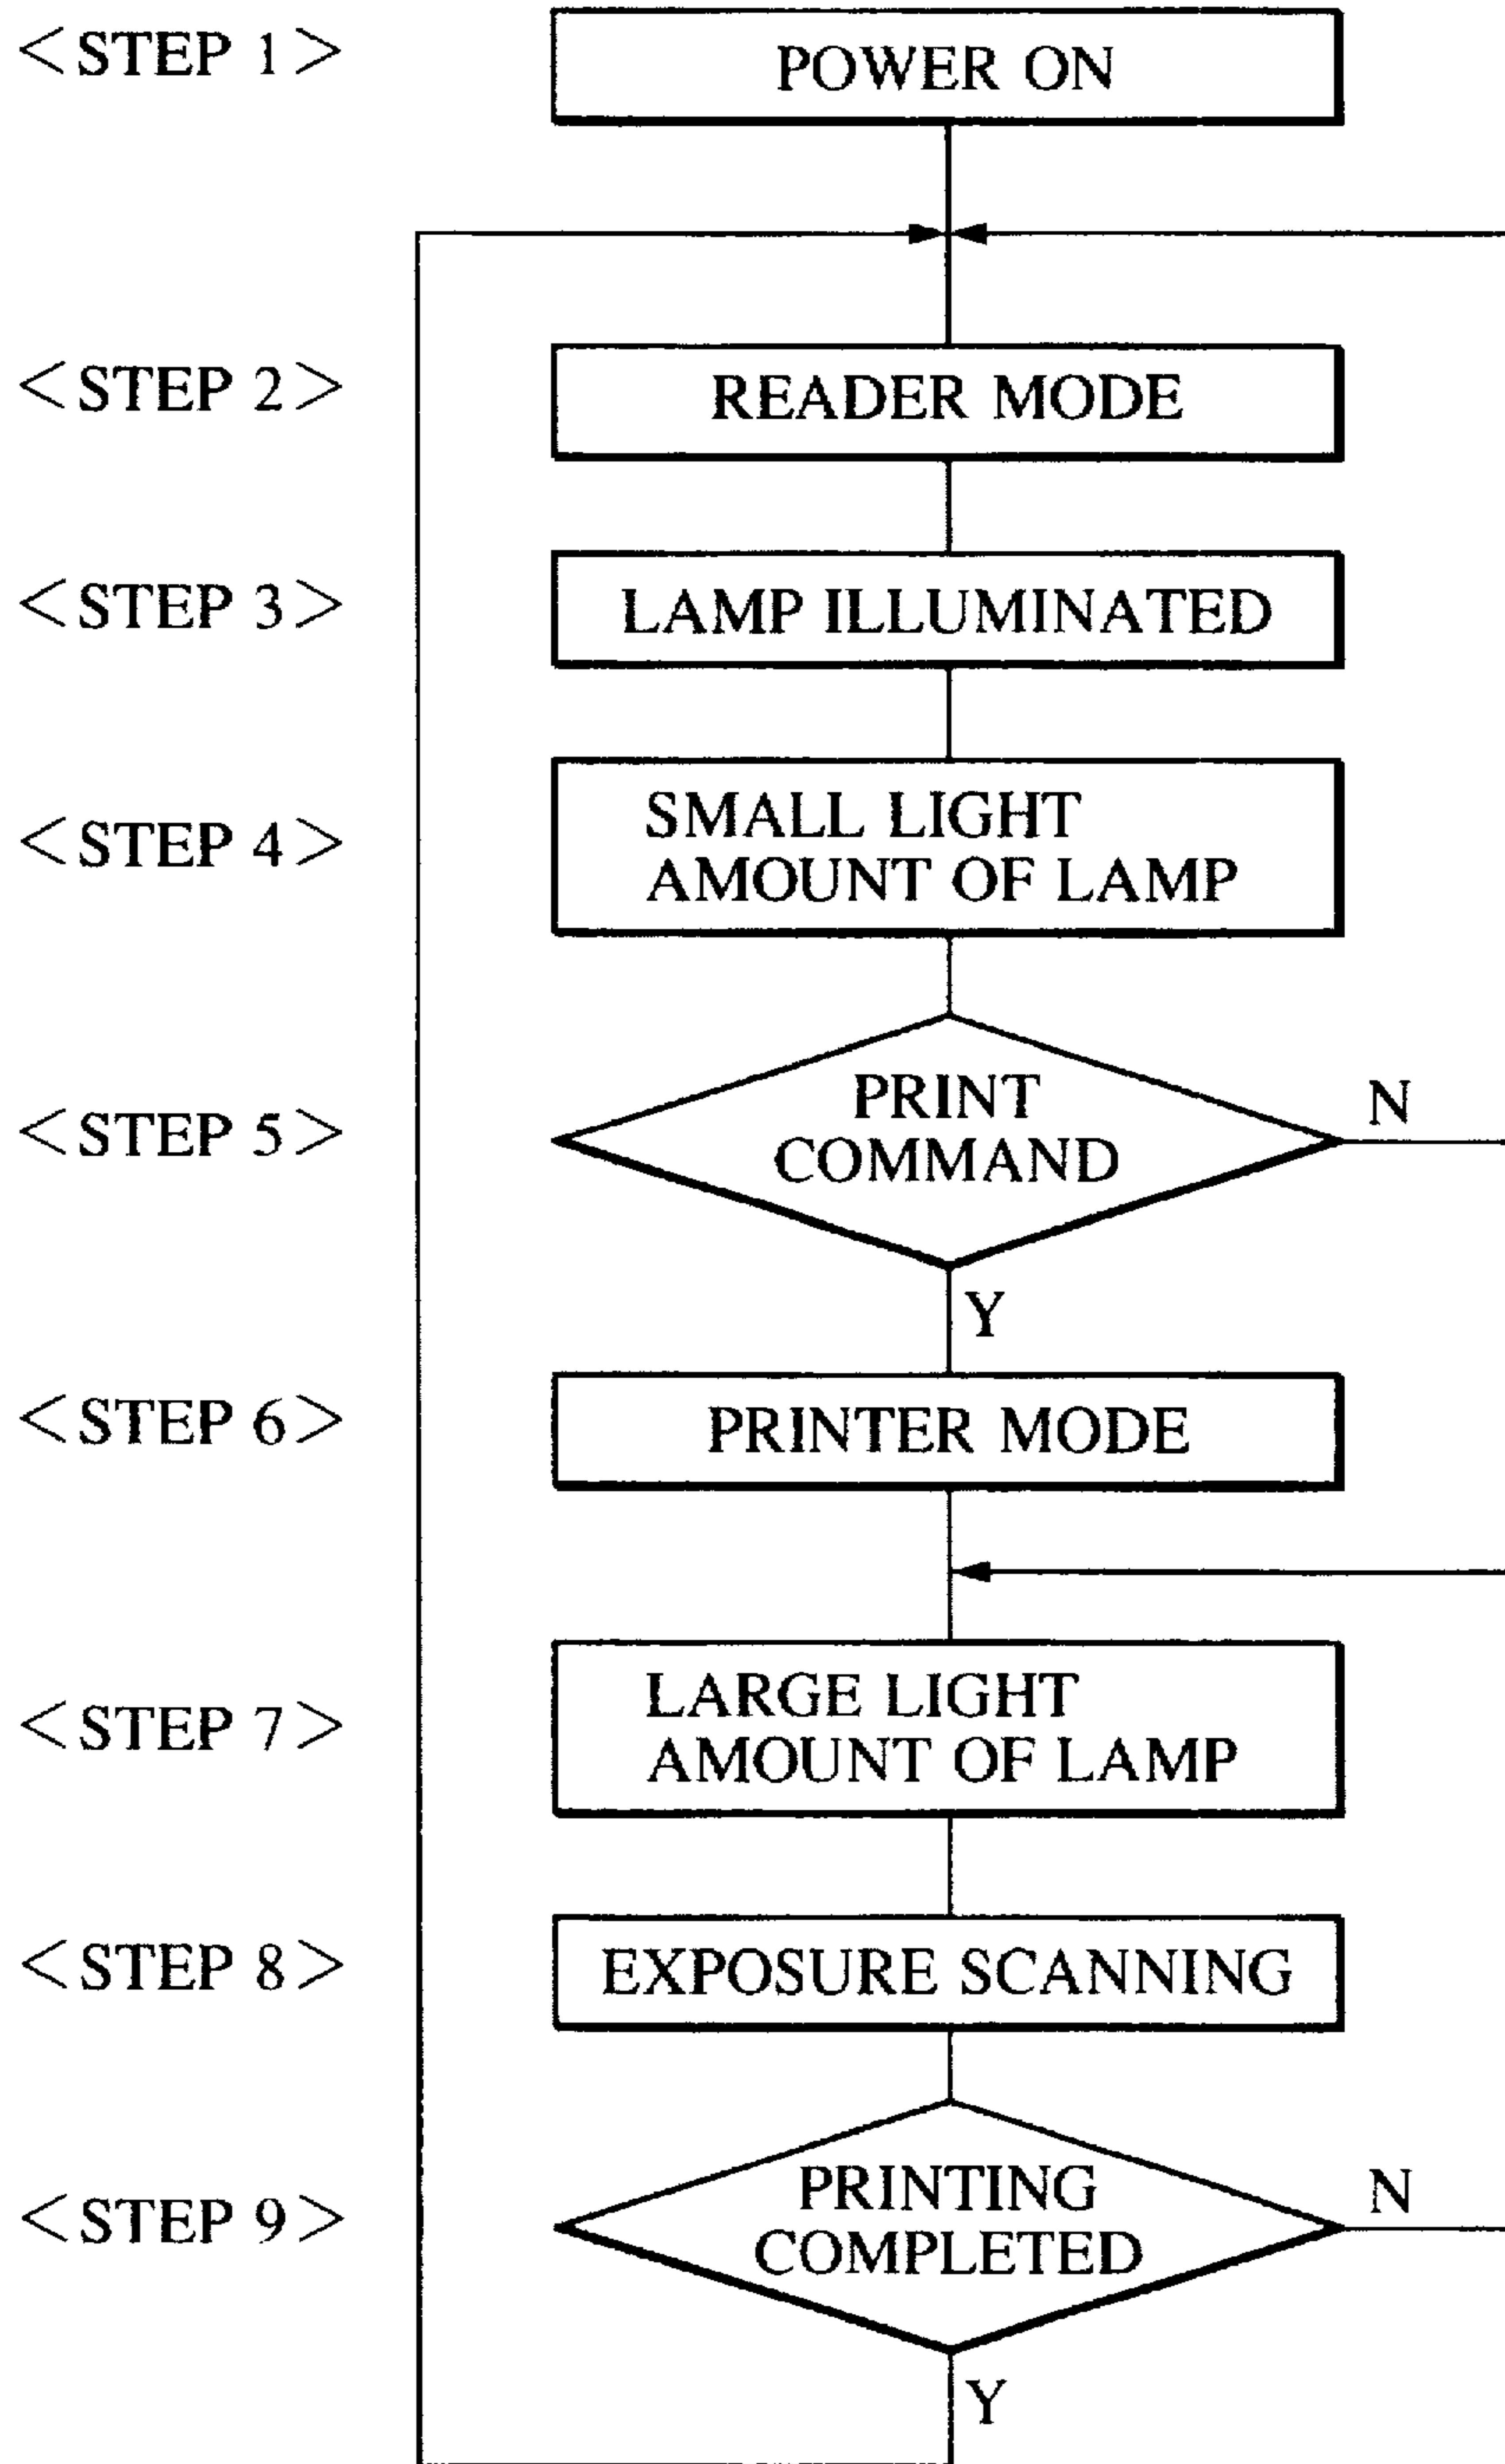 <STEP 1>
POWER ON
<STEP 2>
READER MODE
<STEP 3>
LAMP ILLUMINATED
<STEP 4>
SMALL LIGHT
AMOUNT OF LAMP
<STEP 5>
PRINT
COMMAND
N
Y
<STEP 6>
PRINTER MODE
<STEP 7>
LARGE LIGHT
AMOUNT OF LAMP
<STEP 8>
EXPOSURE SCANNING
<STEP 9>
PRINTING
COMPLETED
N
Y